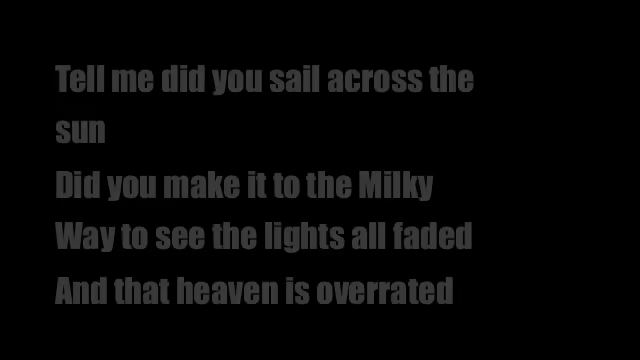 Tell me did you sail across the
sun
Did you make it to the Milky
Way to see the lights all faded
And that heaven is overrated